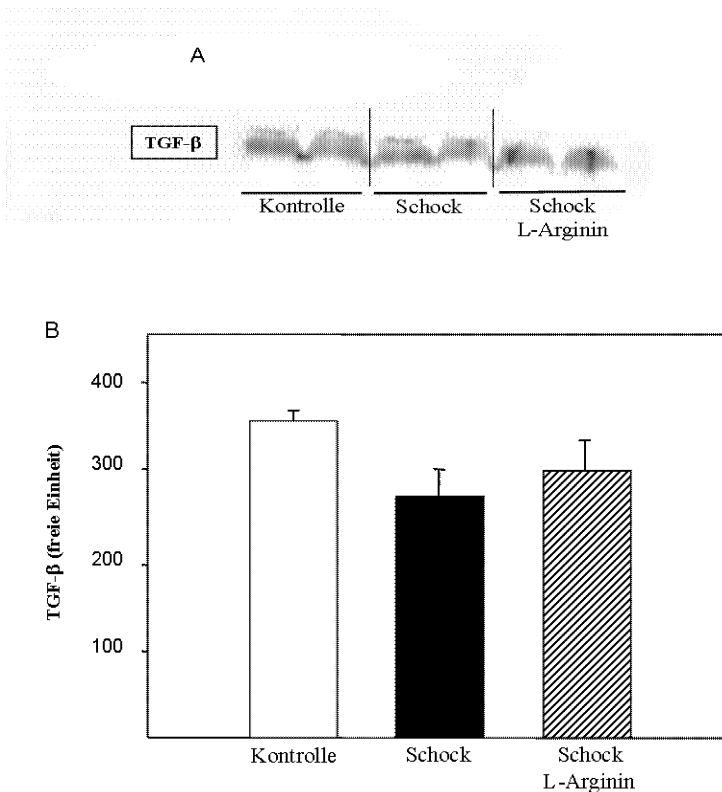 A
TGF-β
Kontrolle
Schock
Schock
L-Arginin
B
TGF-β (freie Einheit)
400
300
200
100
Kontrolle
Schock
Schock
L-Arginin